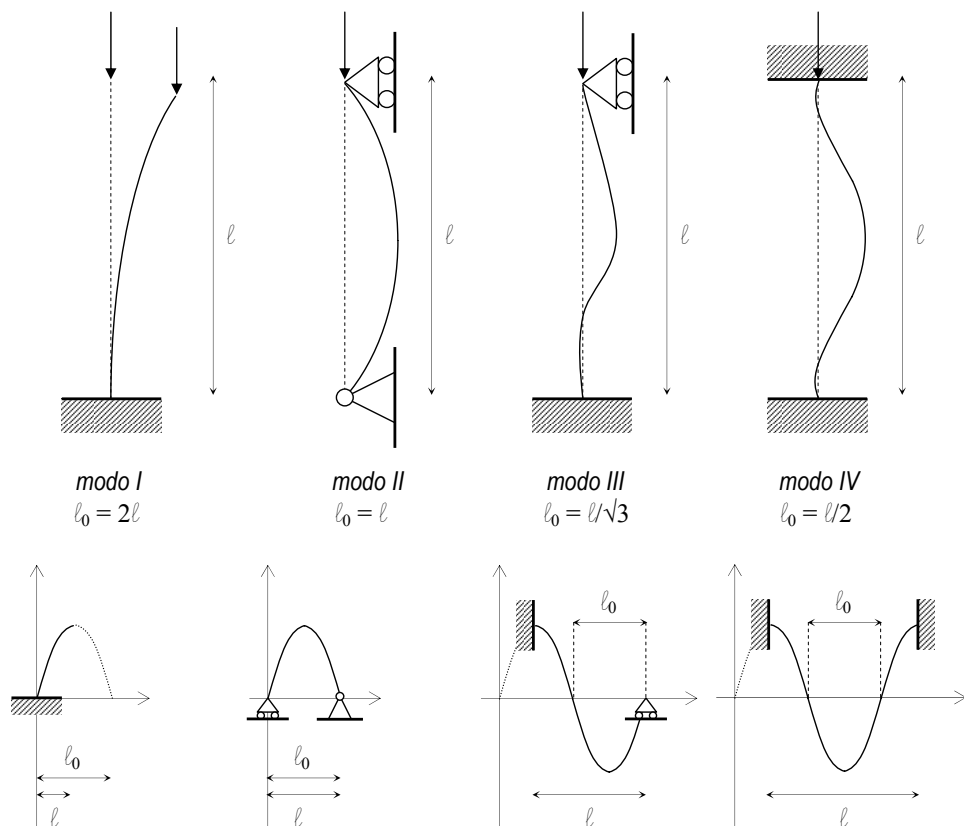 ℓ
ℓ
ℓ
ℓ
modo I
ℓ₀ = 2ℓ
modo II
ℓ₀ = ℓ
modo III
ℓ₀ = ℓ/√3
modo IV
ℓ₀ = ℓ/2
ℓ₀
ℓ
ℓ₀
ℓ
ℓ₀
ℓ
ℓ₀
ℓ